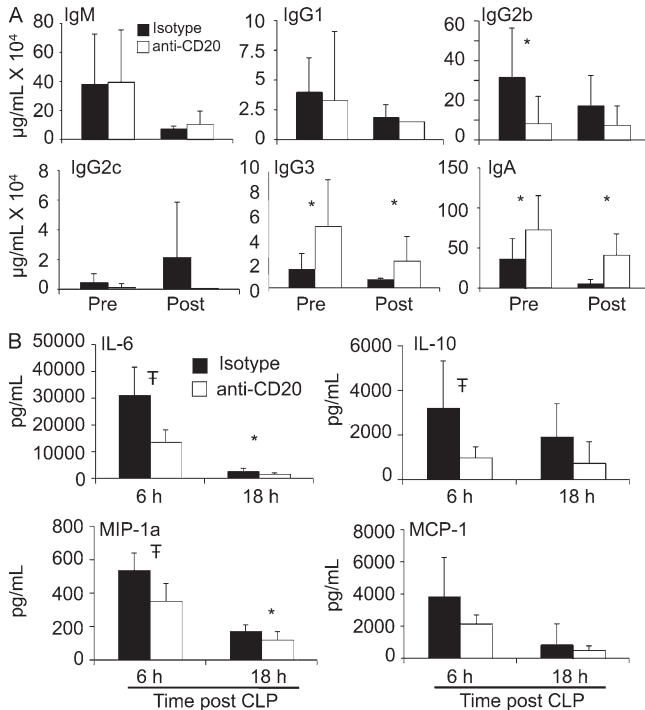 A
IgM
80
60
40
20
0
µg/mL X 10⁴
Isotype
anti-CD20
IgG1
10
7.5
5
2.5
0
IgG2b
60
40
20
0
*
IgG2c
8
6
4
2
0
µg/mL X 10⁴
Pre
Post
IgG3
10
8
6
4
2
0
*
*
Pre
Post
IgA
150
100
50
0
*
*
Pre
Post
B
IL-6
50000
40000
30000
20000
10000
0
pg/mL
Ŧ
*
Isotype
anti-CD20
6 h
18 h
IL-10
6000
4000
2000
0
pg/mL
Ŧ
6 h
18 h
MIP-1a
800
600
400
200
0
pg/mL
Ŧ
*
6 h
18 h
Time post CLP
MCP-1
8000
6000
4000
2000
0
pg/mL
6 h
18 h
Time post CLP